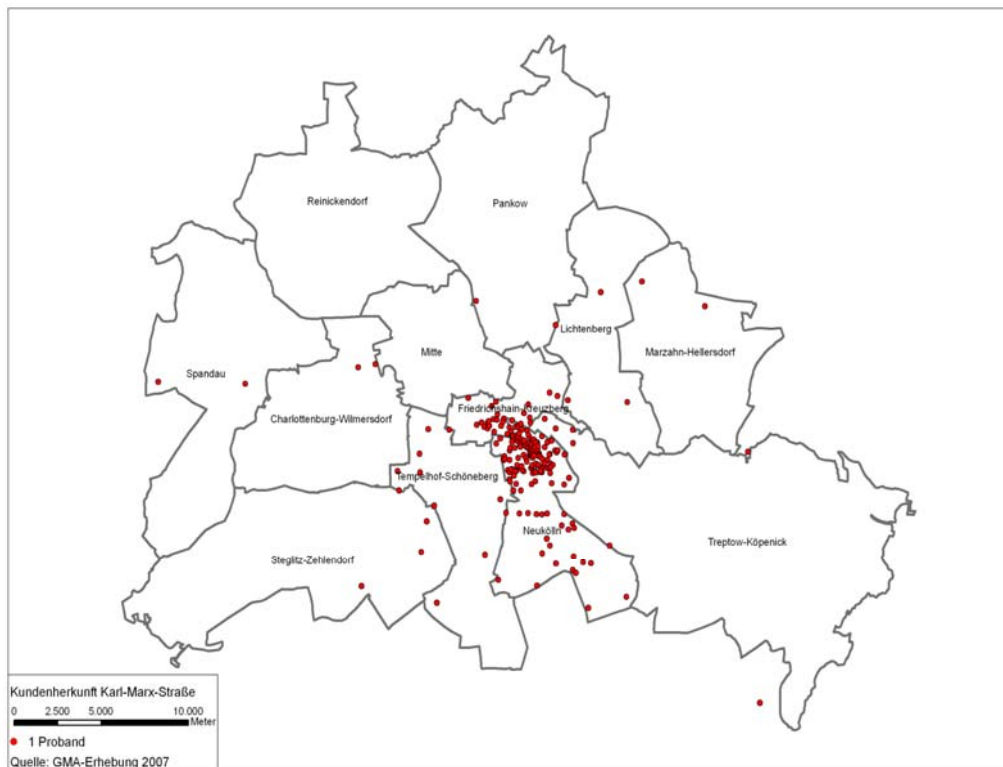 Reinickendorf
Pankow
Lichtenberg
Marzahn-Hellersdorf
Mitte
Spandau
Friedrichshain-Kreuzberg
Charlottenburg-Wilmersdorf
Tempelhof-Schöneberg
Neukölln
Treptow-Köpenick
Steglitz-Zehlendorf
Kundenherkunft Karl-Marx-Straße
0 2.500 5.000 10.000
Meter
1 Proband
Quelle: GMA-Erhebung 2007